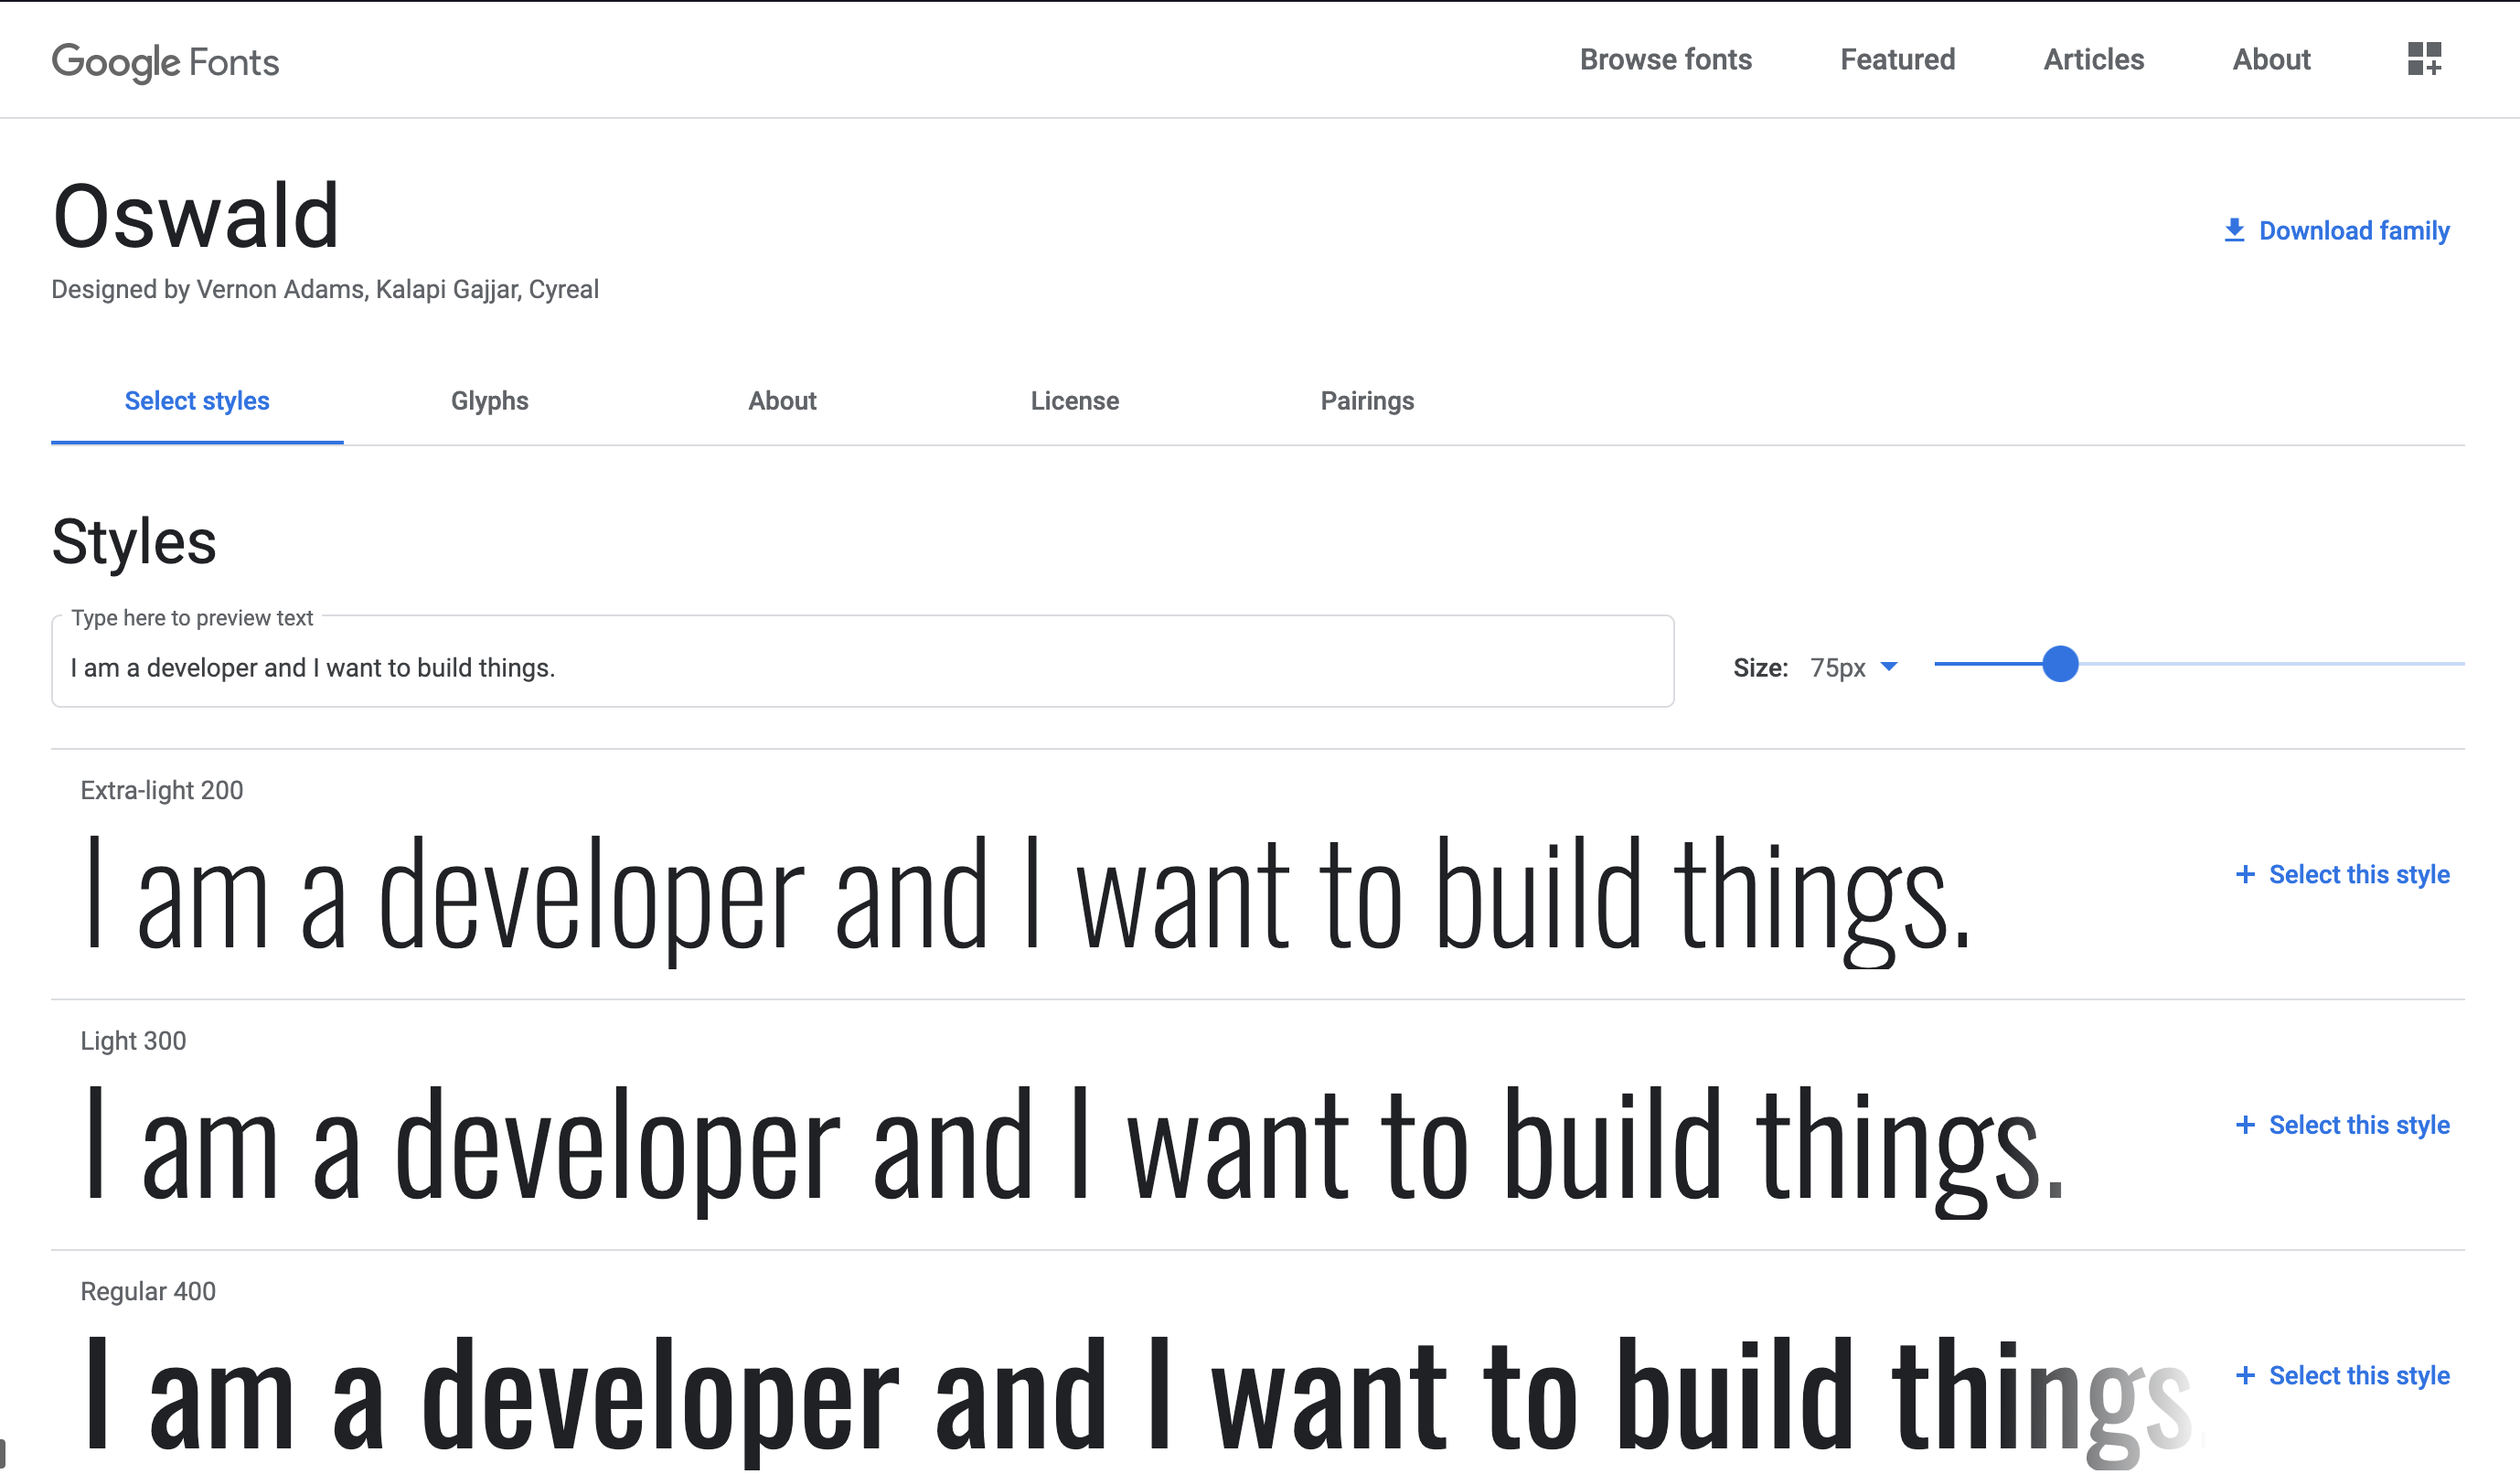 Google Fonts
Browse fonts
Featured
Articles
About
Oswald
Download family
Designed by Vernon Adams, Kalapi Gajjar, Cyreal
Select styles
Glyphs
About
License
Pairings
Styles
Type here to preview text
I am a developer and I want to build things.
Size: 75px
Extra-light 200
I am a developer and I want to build things.
+ Select this style
Light 300
I am a developer and I want to build things.
+ Select this style
Regular 400
I am a developer and I want to build things
+ Select this style